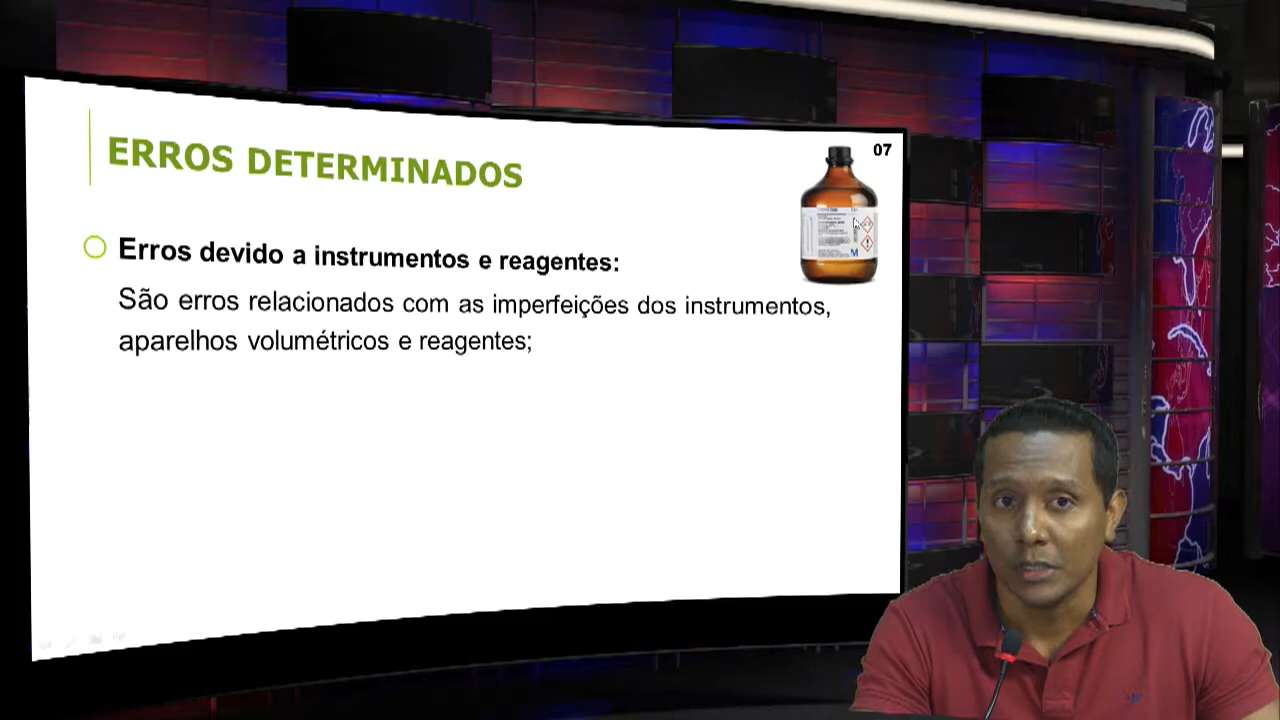 07
ERROS DETERMINADOS
Erros devido a instrumentos e reagentes:
São erros relacionados com as imperfeições dos instrumentos,
aparelhos volumétricos e reagentes;